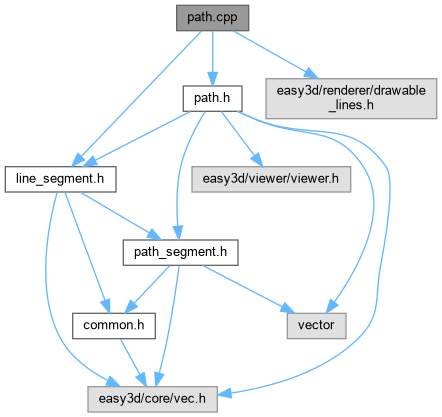 path.cpp
path.h
easy3d/renderer/drawable
_lines.h
line_segment.h
easy3d/viewer/viewer.h
path_segment.h
common.h
vector
easy3d/core/vec.h